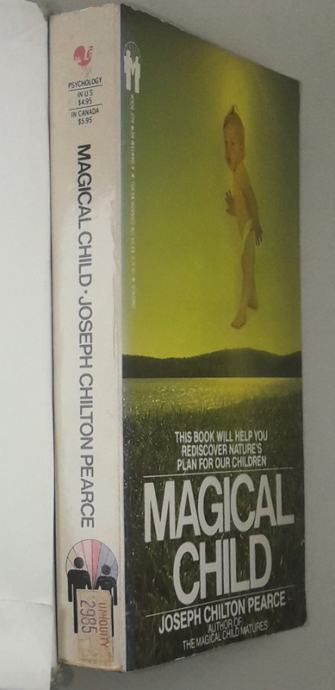 PSYCHOLOGY
IN U.S.
$4.95
IN CANADA
$5.95
MAGICAL CHILD • JOSEPH CHILTON PEARCE
UNIQUITY
2985
THIS BOOK WILL HELP YOU
REDISCOVER NATURE'S
PLAN FOR OUR CHILDREN
MAGICAL
CHILD
JOSEPH CHILTON PEARCE
AUTHOR OF
THE MAGICAL CHILD MATURES